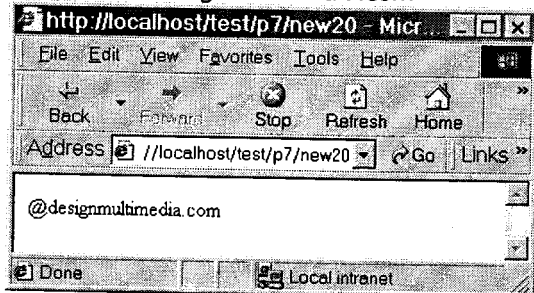 http://localhost/test/p7/new20 - Micr...
File Edit View Favorites Tools Help
»
Back Forward Stop Refresh Home
Address //localhost/test/p7/new20 Go Links »
@designmultimedia.com
Done Local intranet